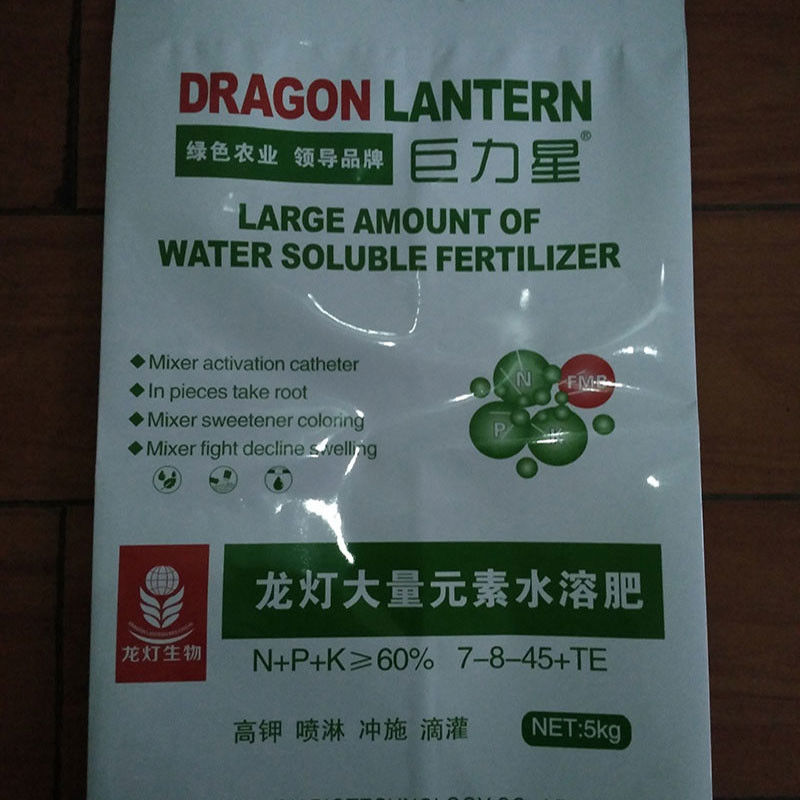 DRAGON LANTERN
绿色农业 领导品牌 巨力星®
LARGE AMOUNT OF
WATER SOLUBLE FERTILIZER
◆Mixer activation catheter
◆In pieces take root
◆Mixer sweetener coloring
◆Mixer fight decline swelling
N
FMB
P
K
龙灯生物
龙灯大量元素水溶肥
N+P+K≥60% 7-8-45+TE
高钾 喷淋 冲施 滴灌
NET:5kg